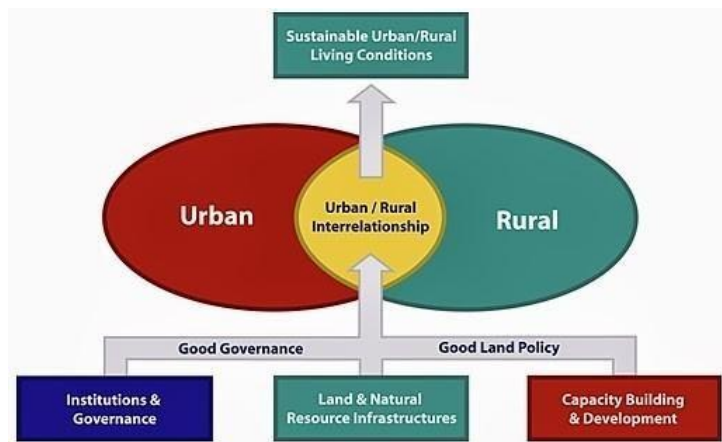 Sustainable Urban/Rural
Living Conditions
Urban
Urban / Rural
Interrelationship
Rural
Good Governance
Good Land Policy
Institutions &
Governance
Land & Natural
Resource Infrastructures
Capacity Building
& Development